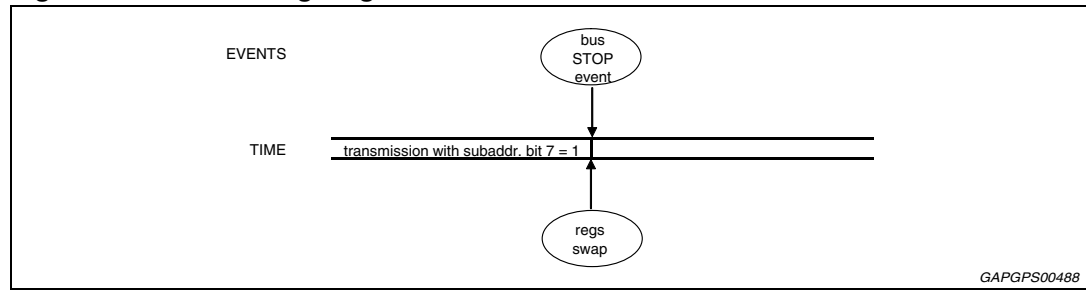 EVENTS
bus
STOP
event
TIME
transmission with subaddr. bit 7 = 1
regs
swap
GAPGPS00488